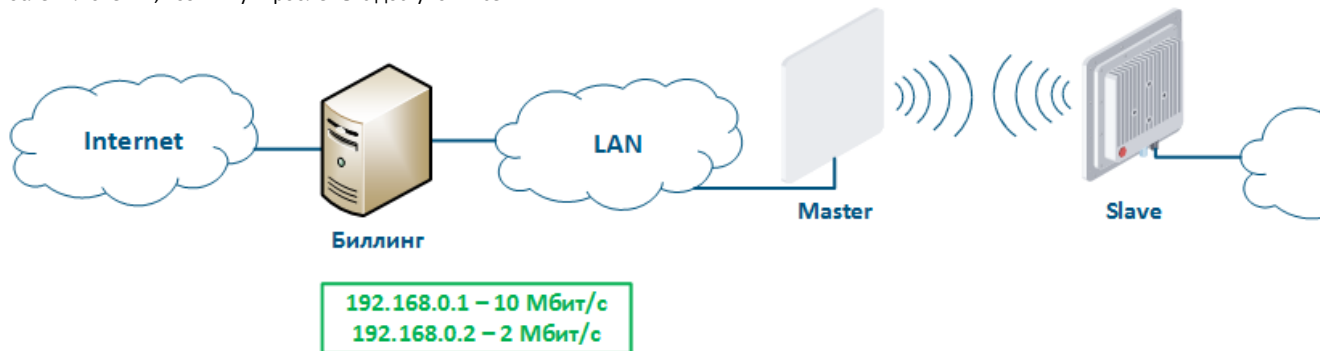 Internet
LAN
Master
Slave
Биллинг
192.168.0.1 – 10 Мбит/с
192.168.0.2 – 2 Мбит/с